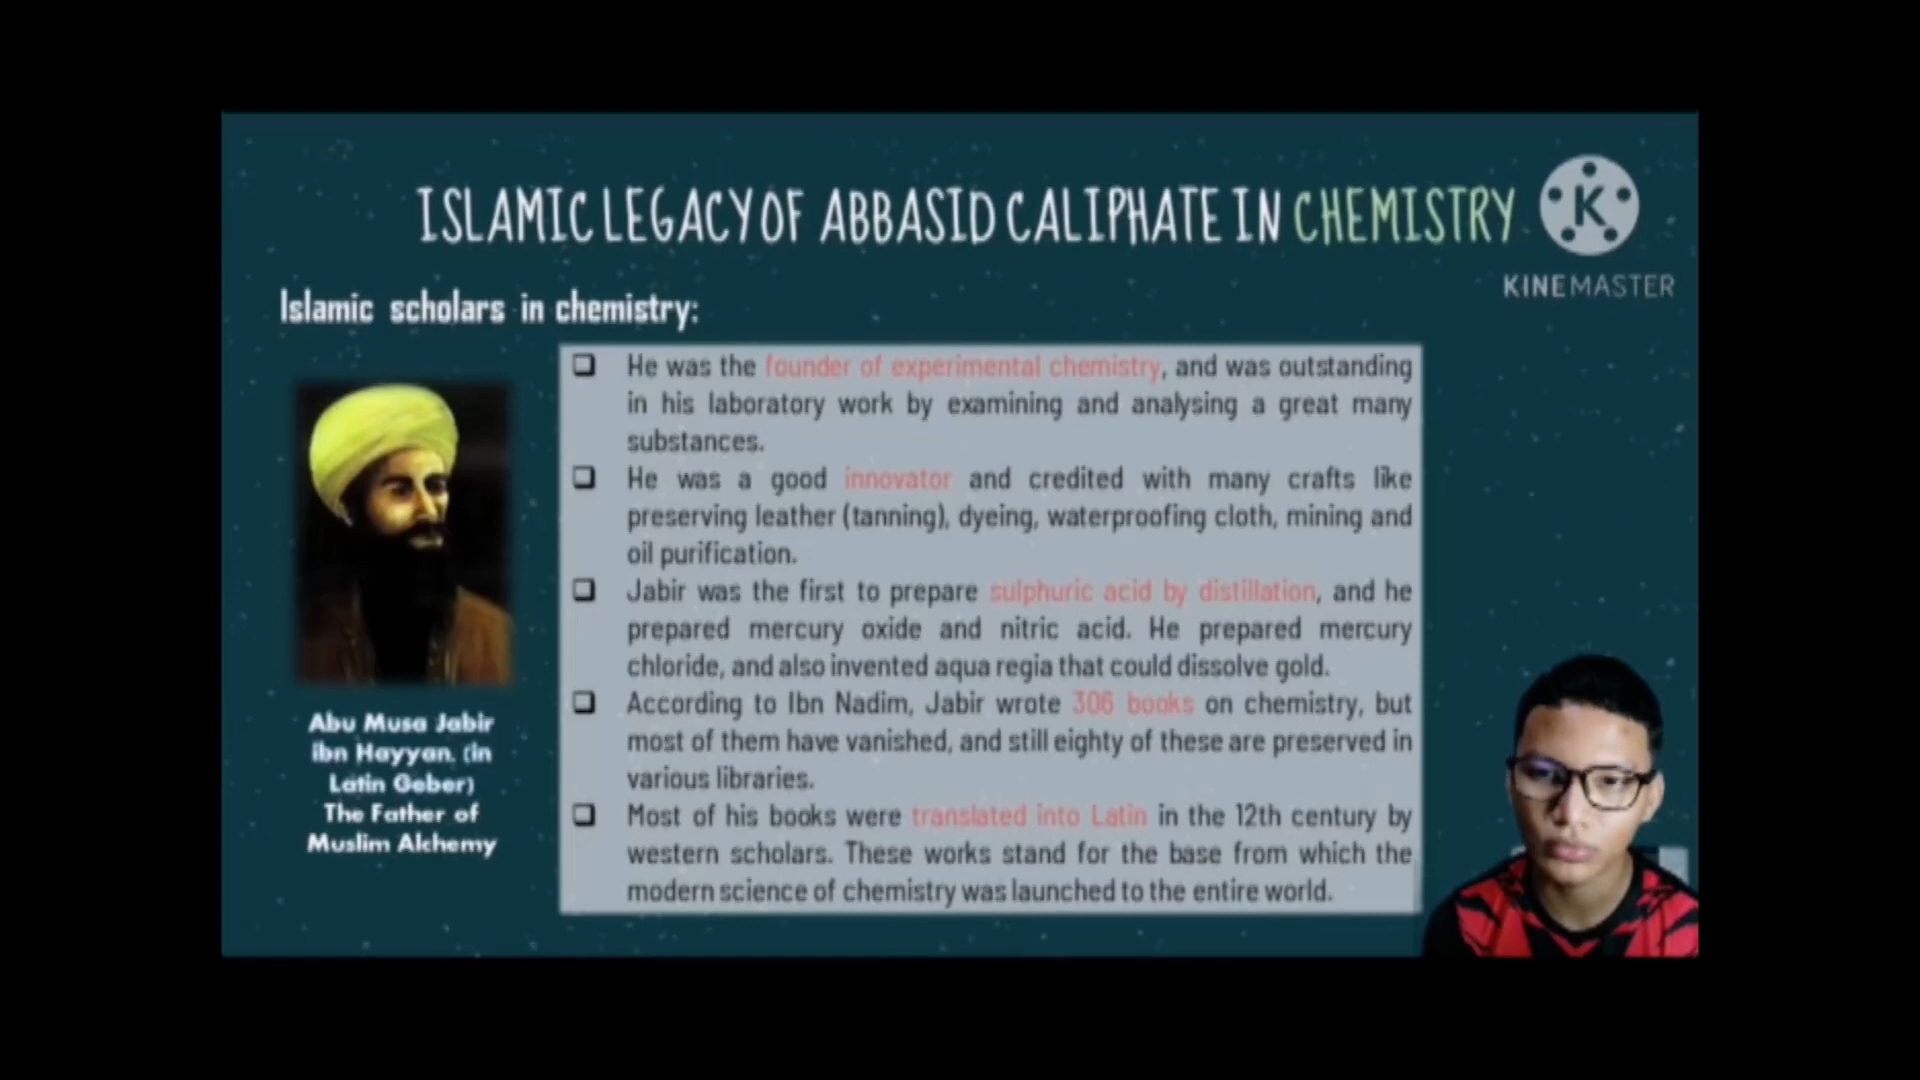 ISLAMIC LEGACY OF ABBASID CALIPHATE IN CHEMISTRY
K
KINEMASTER
Islamic scholars in chemistry:
He was the founder of experimental chemistry, and was outstanding
in his laboratory work by examining and analysing a great many
substances.
He was a good innovator and credited with many crafts like
preserving leather (tanning), dyeing, waterproofing cloth, mining and
oil purification.
Jabir was the first to prepare sulphuric acid by distillation, and he
prepared mercury oxide and nitric acid. He prepared mercury
chloride, and also invented aqua regia that could dissolve gold.
According to Ibn Nadim, Jabir wrote 306 books on chemistry, but
most of them have vanished, and still eighty of these are preserved in
various libraries.
Most of his books were translated into Latin in the 12th century by
western scholars. These works stand for the base from which the
modern science of chemistry was launched to the entire world.
Abu Musa Jabir
ibn Hayyan. (in
Latin Geber)
The Father of
Muslim Alchemy